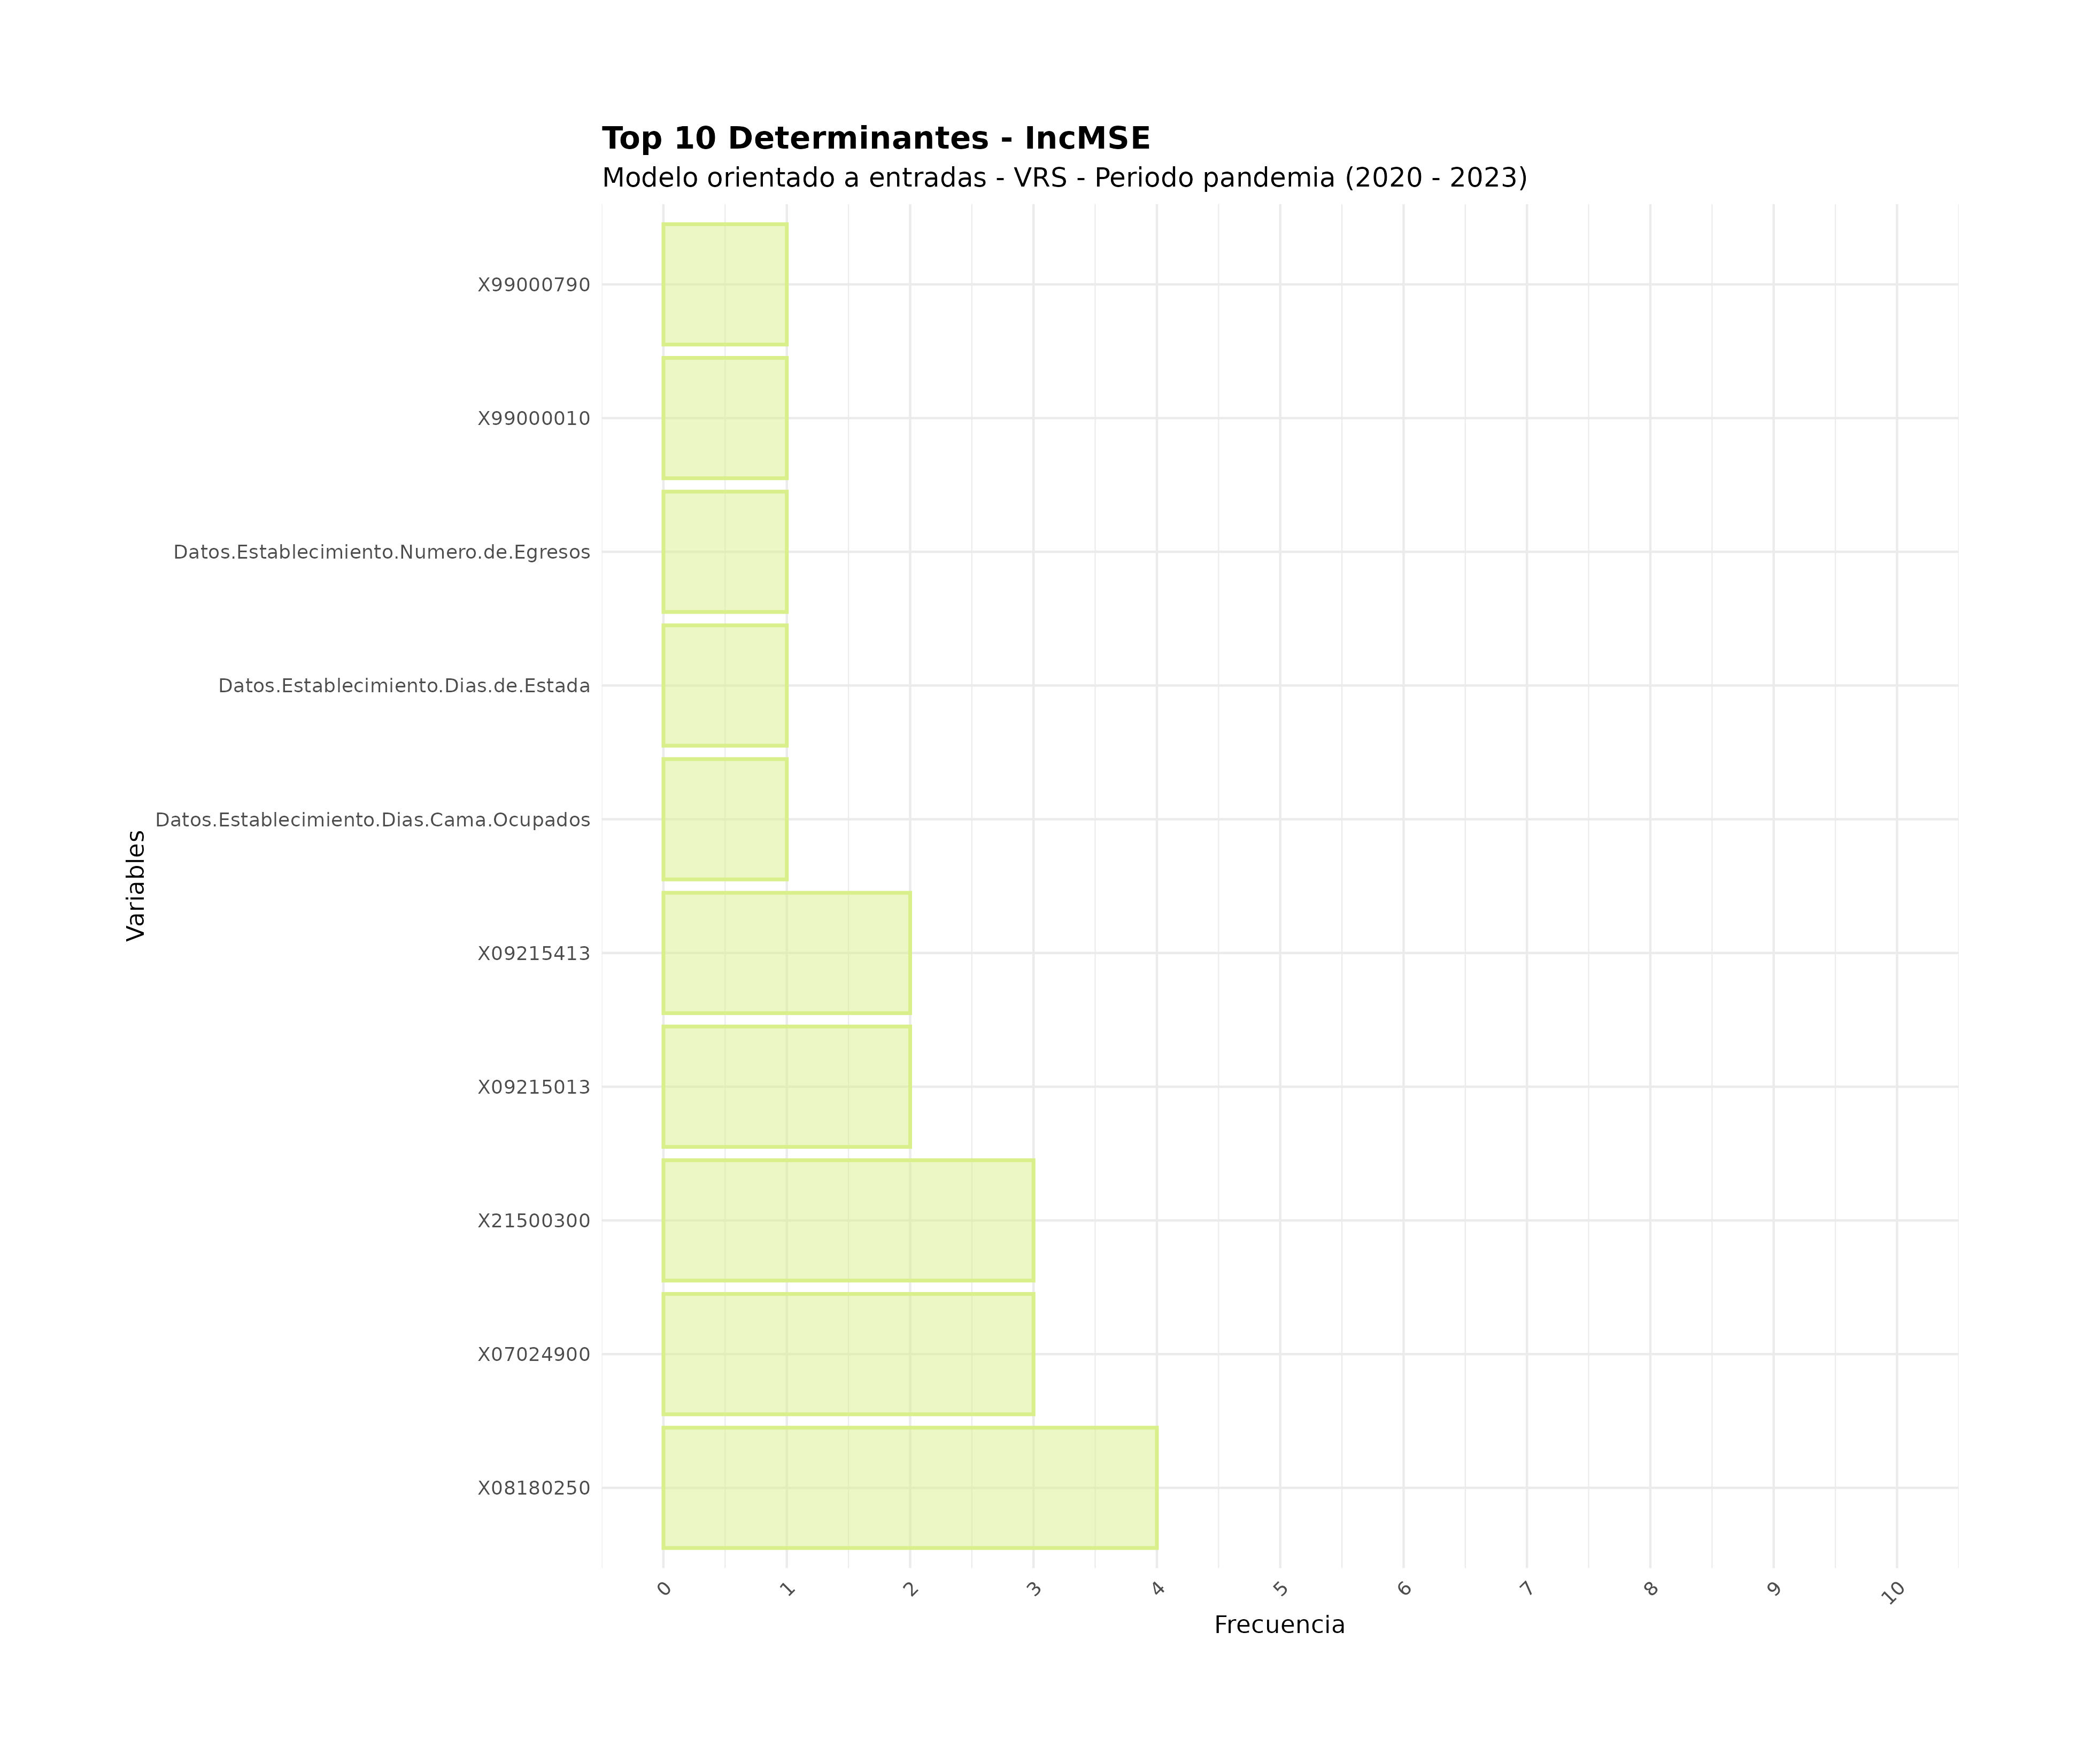 Top 10 Determinantes - IncMSE
Modelo orientado a entradas - VRS - Periodo pandemia (2020 - 2023)
X99000790
X99000010
Datos.Establecimiento.Numero.de.Egresos
Datos.Establecimiento.Dias.de.Estada
Datos.Establecimiento.Dias.Cama.Ocupados
X09215413
X09215013
X21500300
X07024900
X08180250
Variables
0 1 2 3 4 5 6 7 8 9 10
Frecuencia